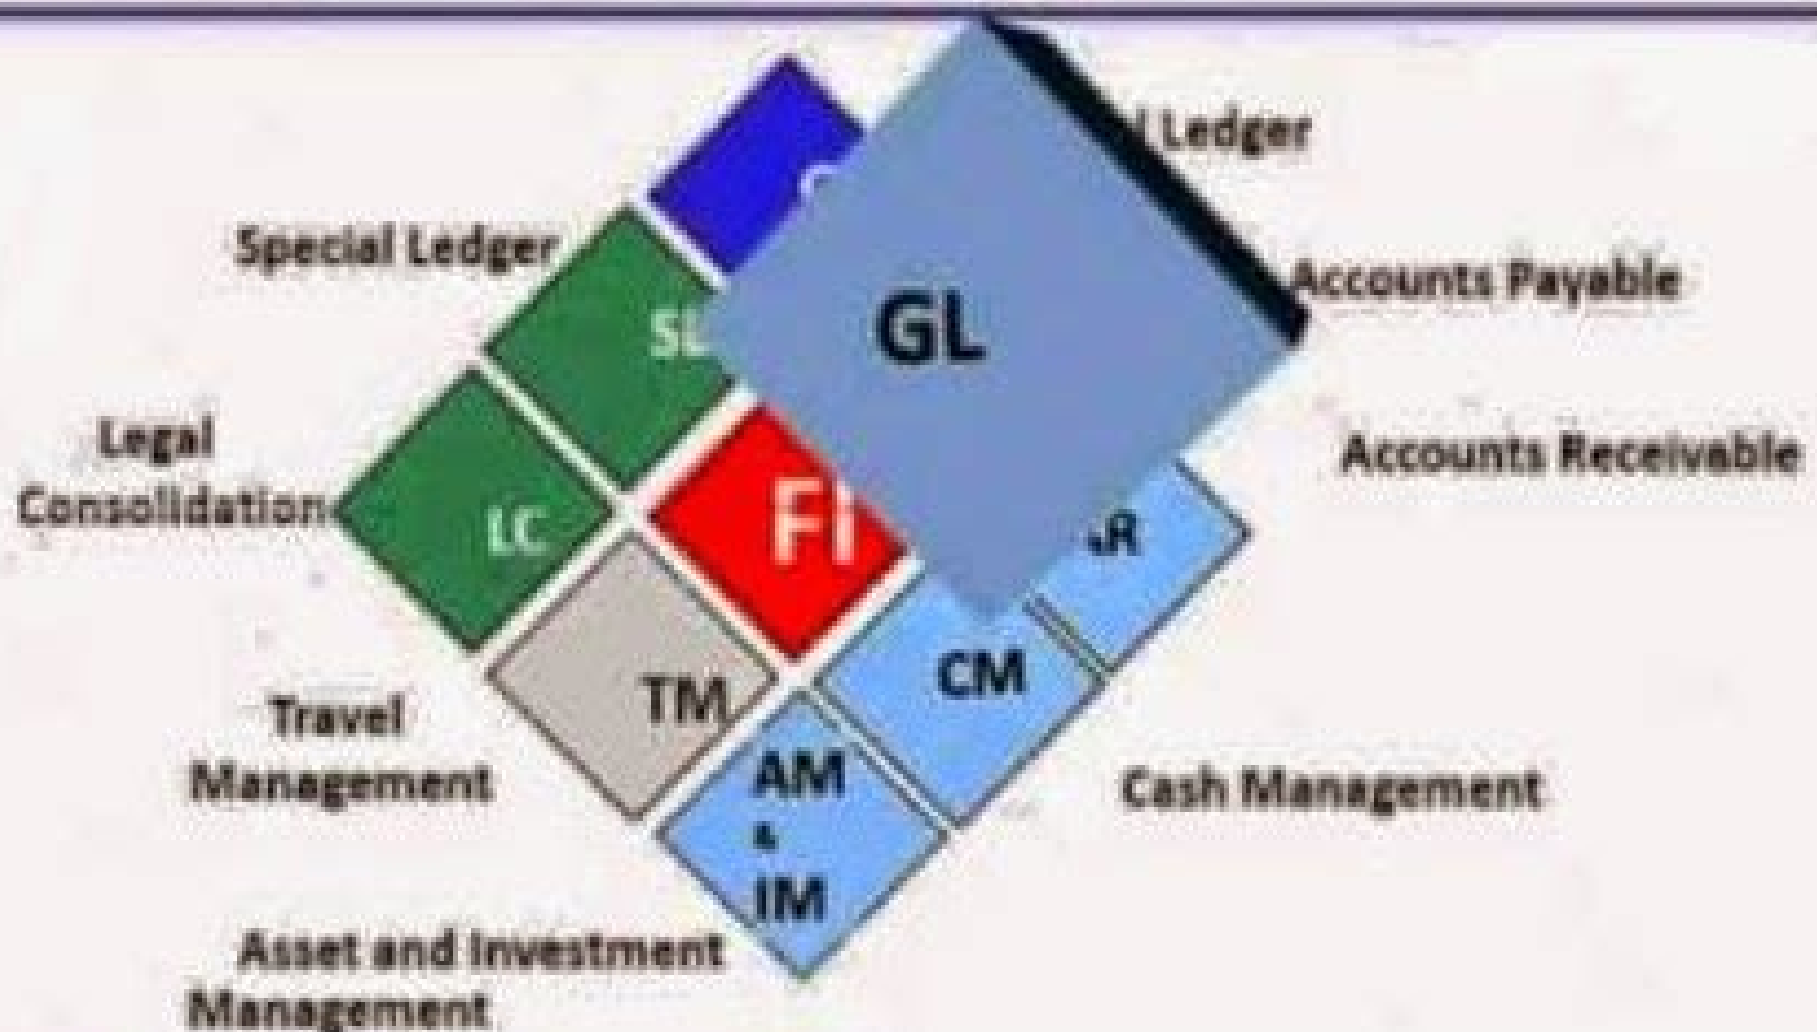 l Ledger
Special Ledger
Accounts Payable
GL
SL
Legal
Consolidation
Accounts Receivable
LC
FI
R
TM
CM
Travel
Management
AM
&
IM
Cash Management
Asset and Investment
Management